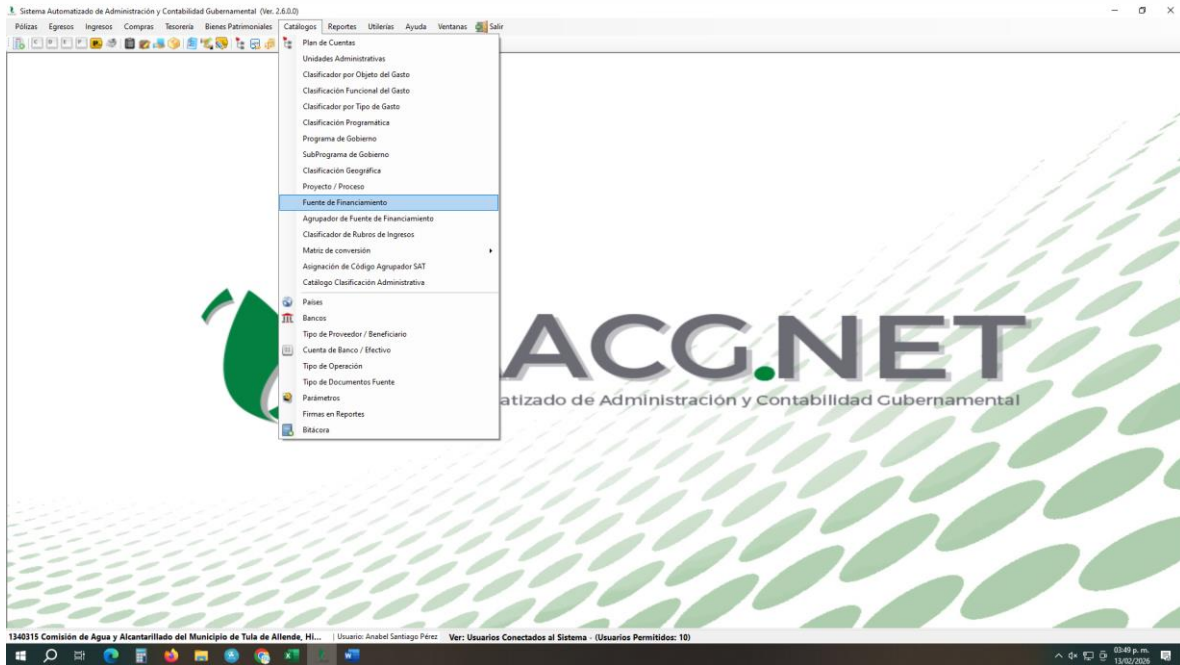 Sistema Automatizado de Administración y Contabilidad Gubernamental (Ver. 2.6.0.0)
Pólizas Egresos Ingresos Compras Tesorería Bienes Patrimoniales Catálogos Reportes Utilerías Ayuda Ventanas Salir
Plan de Cuentas
Unidades Administrativas
Clasificador por Objeto del Gasto
Clasificación Funcional del Gasto
Clasificador por Tipo de Gasto
Clasificación Programática
Programa de Gobierno
SubPrograma de Gobierno
Clasificación Geográfica
Proyecto / Proceso
Fuente de Financiamiento
Agrupador de Fuente de Financiamiento
Clasificador de Rubros de Ingresos
Matriz de conversión
Asignación de Código Agrupador SAT
Catálogo Clasificación Administrativa
Países
Bancos
Tipo de Proveedor / Beneficiario
Cuenta de Banco / Efectivo
Tipo de Operación
Tipo de Documentos Fuente
Parámetros
Firmas en Reportes
Bitácora
ACG.NET
atizado de Administración y Contabilidad Gubernamental
1340315 Comisión de Agua y Alcantarillado del Municipio de Tula de Allende, Hi... | Usuario: Anabel Santiago Pérez Ver: Usuarios Conectados al Sistema - (Usuarios Permitidos: 10)
03:49 p. m.
13/02/2026